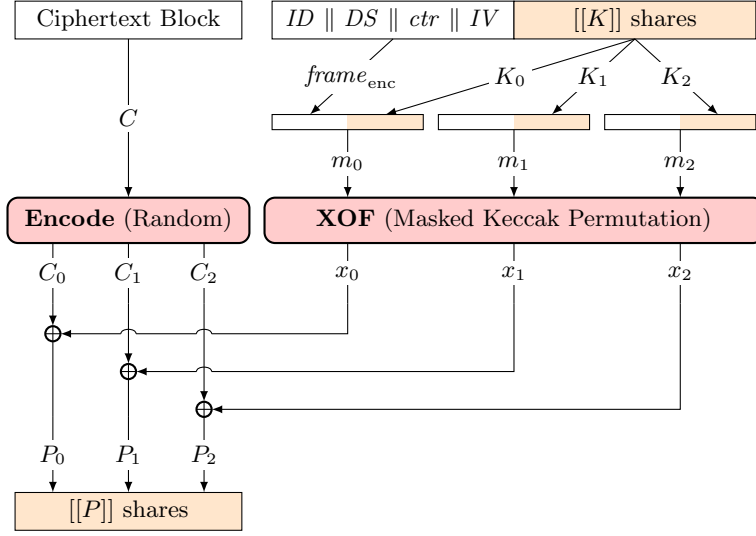 Ciphertext Block
ID ∥ DS ∥ ctr ∥ IV
[[K]] shares
frame_enc
K_0
K_1
K_2
C
m_0
m_1
m_2
Encode (Random)
XOF (Masked Keccak Permutation)
C_0
C_1
C_2
x_0
x_1
x_2
P_0
P_1
P_2
[[P]] shares